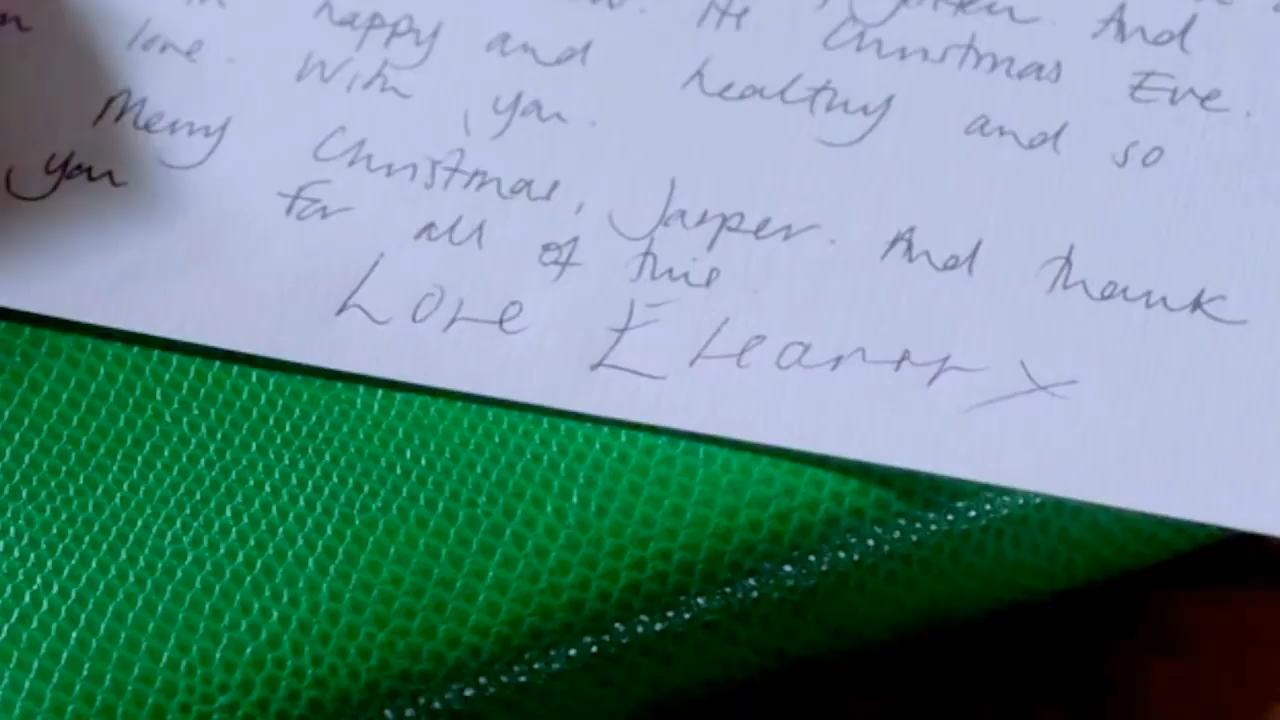 And
At Christmas Eve.
happy and healthy and so
love. With you.
Merry Christmas, Jasper. And thank
you for all of this
Love Eleanor x